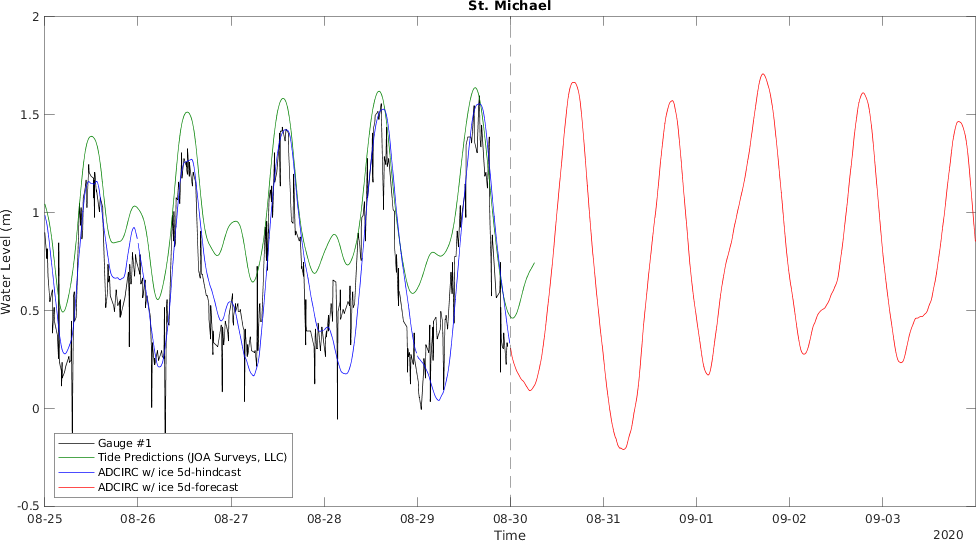 St. Michael
2
1.5
1
0.5
0
-0.5
Water Level (m)
Gauge #1
Tide Predictions (JOA Surveys, LLC)
ADCIRC w/ ice 5d-hindcast
ADCIRC w/ ice 5d-forecast
08-25 08-26 08-27 08-28 08-29 08-30 08-31 09-01 09-02 09-03
Time
2020